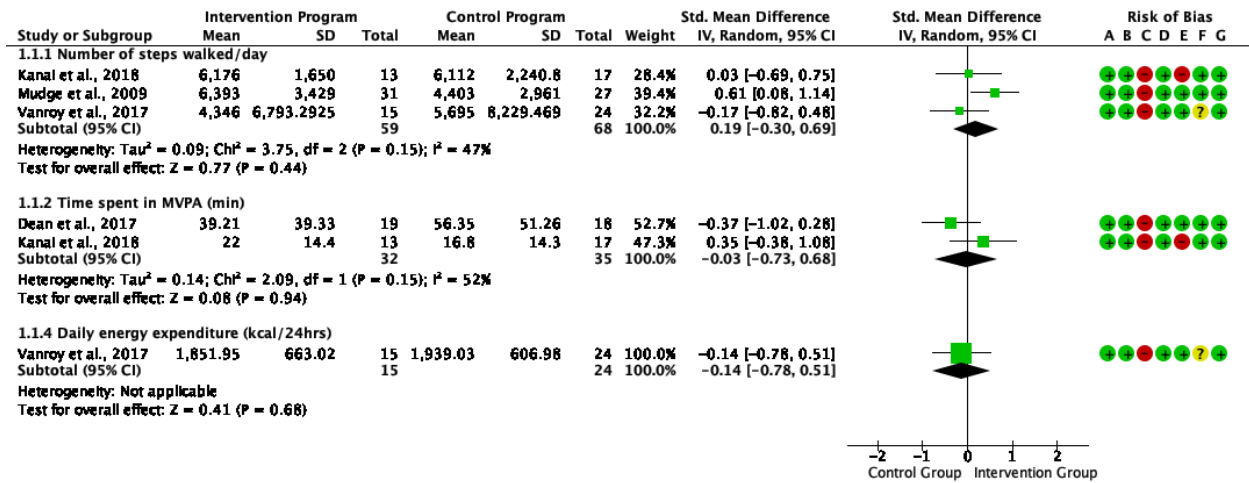 Intervention Program Control Program Std. Mean Difference Std. Mean Difference Risk of Bias
Study or Subgroup Mean SD Total Mean SD Total Weight IV, Random, 95% CI IV, Random, 95% CI A B C D E F G
1.1.1 Number of steps walked/day
Kanai et al., 2018 6,176 1,650 13 6,112 2,240.8 17 28.4% 0.03 [-0.69, 0.75] + + - + - + +
Mudge et al., 2009 6,393 3,429 31 4,403 2,961 27 39.4% 0.61 [0.08, 1.14] + + - + + + +
Vanroy et al., 2017 4,346 6,793.2925 15 5,695 8,229.469 24 32.2% -0.17 [-0.82, 0.48] + + - + + ? +
Subtotal (95% CI) 59 68 100.0% 0.19 [-0.30, 0.69]
Heterogeneity: Tau² = 0.09; Chi² = 3.75, df = 2 (P = 0.15); I² = 47%
Test for overall effect: Z = 0.77 (P = 0.44)
1.1.2 Time spent in MVPA (min)
Dean et al., 2017 39.21 39.33 19 56.35 51.26 18 52.7% -0.37 [-1.02, 0.28] + + - + + + +
Kanai et al., 2018 22 14.4 13 16.8 14.3 17 47.3% 0.35 [-0.38, 1.08] + + - + - + +
Subtotal (95% CI) 32 35 100.0% -0.03 [-0.73, 0.68]
Heterogeneity: Tau² = 0.14; Chi² = 2.09, df = 1 (P = 0.15); I² = 52%
Test for overall effect: Z = 0.08 (P = 0.94)
1.1.4 Daily energy expenditure (kcal/24hrs)
Vanroy et al., 2017 1,851.95 663.02 15 1,939.03 606.98 24 100.0% -0.14 [-0.78, 0.51] + + - + + ? +
Subtotal (95% CI) 15 24 100.0% -0.14 [-0.78, 0.51]
Heterogeneity: Not applicable
Test for overall effect: Z = 0.41 (P = 0.68)
-2 -1 0 1 2
Control Group Intervention Group